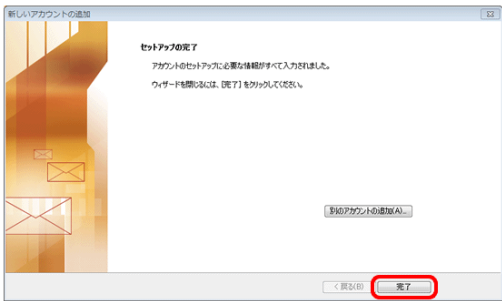 新しいアカウントの追加
セットアップの完了
アカウントのセットアップに必要な情報がすべて入力されました。
ウィザードを閉じるには、[完了] をクリックしてください。
別のアカウントの追加(A)...
< 戻る(B)
完了